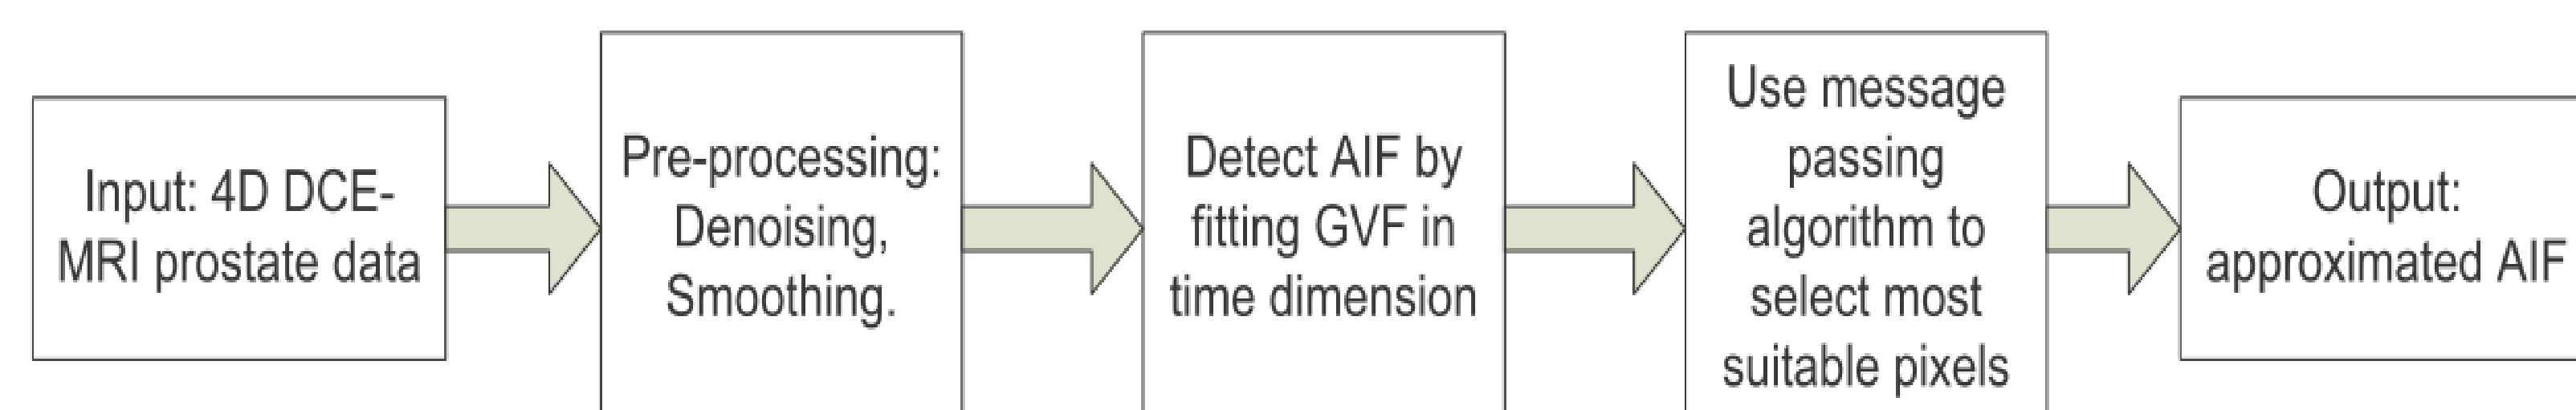 Input: 4D DCE-
MRI prostate data
Pre-processing:
Denoising,
Smoothing.
Detect AIF by
fitting GVF in
time dimension
Use message
passing
algorithm to
select most
suitable pixels
Output:
approximated AIF